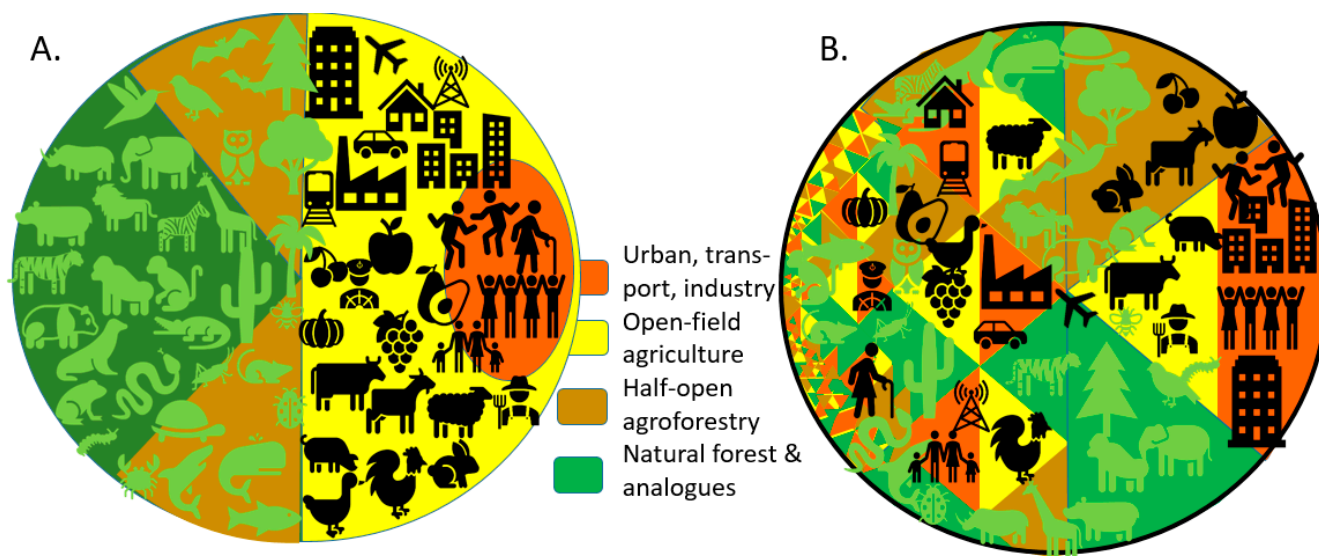 A.
B.
Urban, trans-
port, industry
Open-field
agriculture
Half-open
agroforestry
Natural forest &
analogues